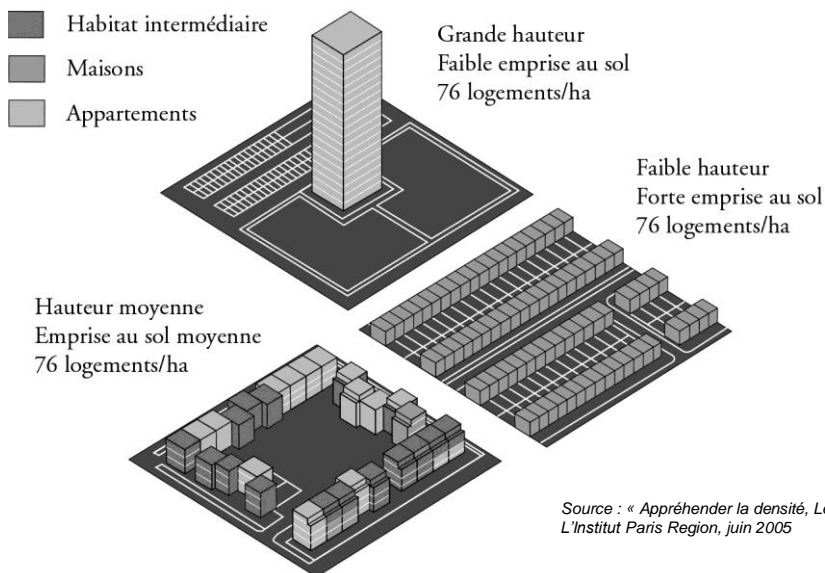 Habitat intermédiaire
Maisons
Appartements
Grande hauteur
Faible emprise au sol
76 logements/ha
Faible hauteur
Forte emprise au sol
76 logements/ha
Hauteur moyenne
Emprise au sol moyenne
76 logements/ha
Source : « Appréhender la densité,
L'Institut Paris Region, juin 2005